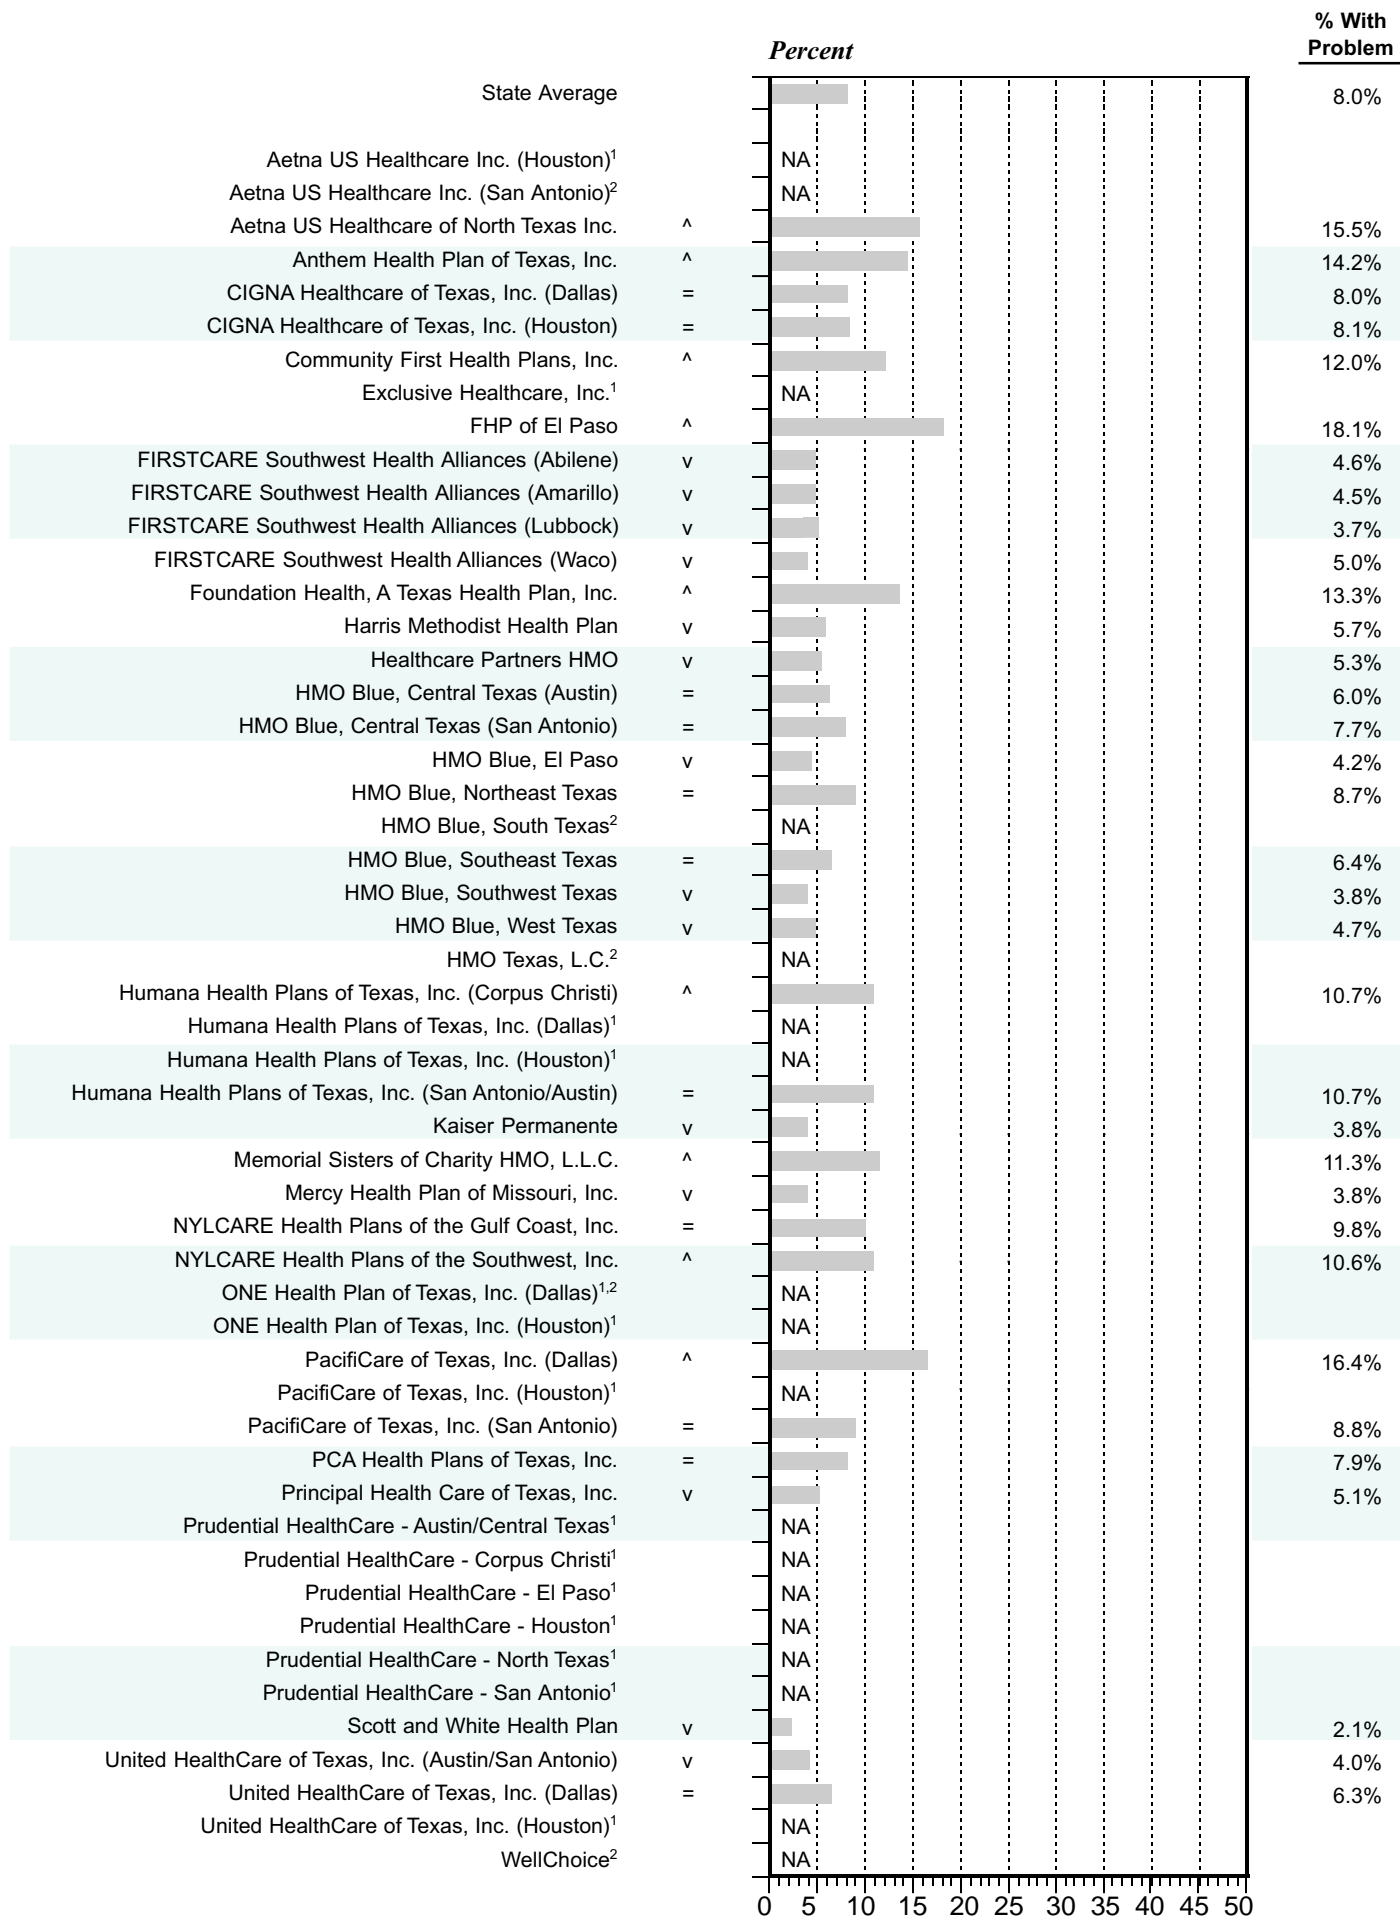 % With
Problem
Percent
State Average 8.0%
Aetna US Healthcare Inc. (Houston)¹ NA
Aetna US Healthcare Inc. (San Antonio)² NA
Aetna US Healthcare of North Texas Inc. ^ 15.5%
Anthem Health Plan of Texas, Inc. ^ 14.2%
CIGNA Healthcare of Texas, Inc. (Dallas) = 8.0%
CIGNA Healthcare of Texas, Inc. (Houston) = 8.1%
Community First Health Plans, Inc. ^ 12.0%
Exclusive Healthcare, Inc.¹ NA
FHP of El Paso ^ 18.1%
FIRSTCARE Southwest Health Alliances (Abilene) v 4.6%
FIRSTCARE Southwest Health Alliances (Amarillo) v 4.5%
FIRSTCARE Southwest Health Alliances (Lubbock) v 3.7%
FIRSTCARE Southwest Health Alliances (Waco) v 5.0%
Foundation Health, A Texas Health Plan, Inc. ^ 13.3%
Harris Methodist Health Plan v 5.7%
Healthcare Partners HMO v 5.3%
HMO Blue, Central Texas (Austin) = 6.0%
HMO Blue, Central Texas (San Antonio) = 7.7%
HMO Blue, El Paso v 4.2%
HMO Blue, Northeast Texas = 8.7%
HMO Blue, South Texas² NA
HMO Blue, Southeast Texas = 6.4%
HMO Blue, Southwest Texas v 3.8%
HMO Blue, West Texas v 4.7%
HMO Texas, L.C.² NA
Humana Health Plans of Texas, Inc. (Corpus Christi) ^ 10.7%
Humana Health Plans of Texas, Inc. (Dallas)¹ NA
Humana Health Plans of Texas, Inc. (Houston)¹ NA
Humana Health Plans of Texas, Inc. (San Antonio/Austin) = 10.7%
Kaiser Permanente v 3.8%
Memorial Sisters of Charity HMO, L.L.C. ^ 11.3%
Mercy Health Plan of Missouri, Inc. v 3.8%
NYLCARE Health Plans of the Gulf Coast, Inc. = 9.8%
NYLCARE Health Plans of the Southwest, Inc. ^ 10.6%
ONE Health Plan of Texas, Inc. (Dallas)¹,² NA
ONE Health Plan of Texas, Inc. (Houston)¹ NA
PacifiCare of Texas, Inc. (Dallas) ^ 16.4%
PacifiCare of Texas, Inc. (Houston)¹ NA
PacifiCare of Texas, Inc. (San Antonio) = 8.8%
PCA Health Plans of Texas, Inc. = 7.9%
Principal Health Care of Texas, Inc. v 5.1%
Prudential HealthCare - Austin/Central Texas¹ NA
Prudential HealthCare - Corpus Christi¹ NA
Prudential HealthCare - El Paso¹ NA
Prudential HealthCare - Houston¹ NA
Prudential HealthCare - North Texas¹ NA
Prudential HealthCare - San Antonio¹ NA
Scott and White Health Plan v 2.1%
United HealthCare of Texas, Inc. (Austin/San Antonio) v 4.0%
United HealthCare of Texas, Inc. (Dallas) = 6.3%
United HealthCare of Texas, Inc. (Houston)¹ NA
WellChoice² NA
0 5 10 15 20 25 30 35 40 45 50